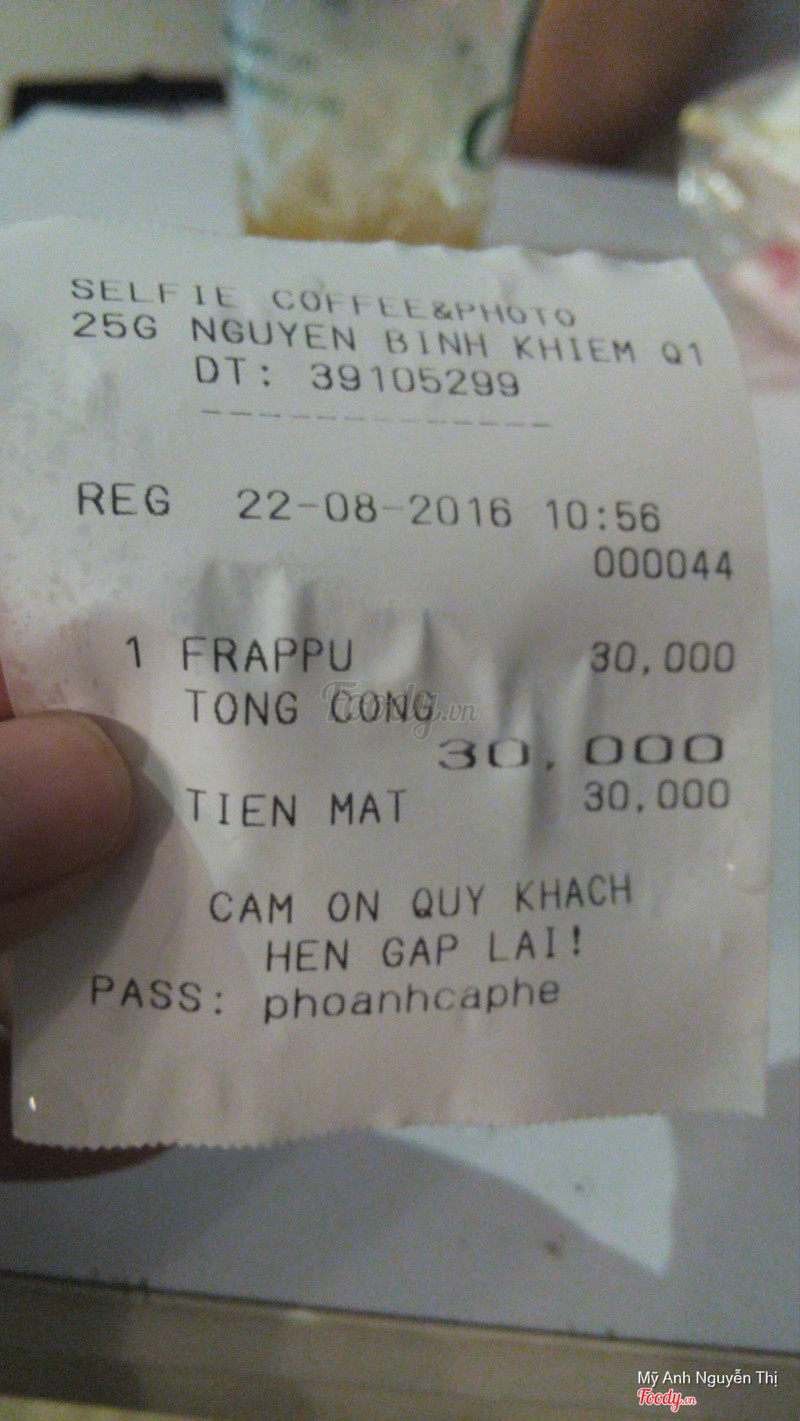 SELFIE COFFEE&PHOTO
25G NGUYEN BINH KHIEM Q1
DT: 39105299
--------------
REG 22-08-2016 10:56
000044
1 FRAPPU 30,000
TONG CONG
30,000
TIEN MAT 30,000
CAM ON QUY KHACH
HEN GAP LAI!
PASS: phoanhcaphe
Foody.vn
Mỹ Anh Nguyễn Thị
Foody.vn